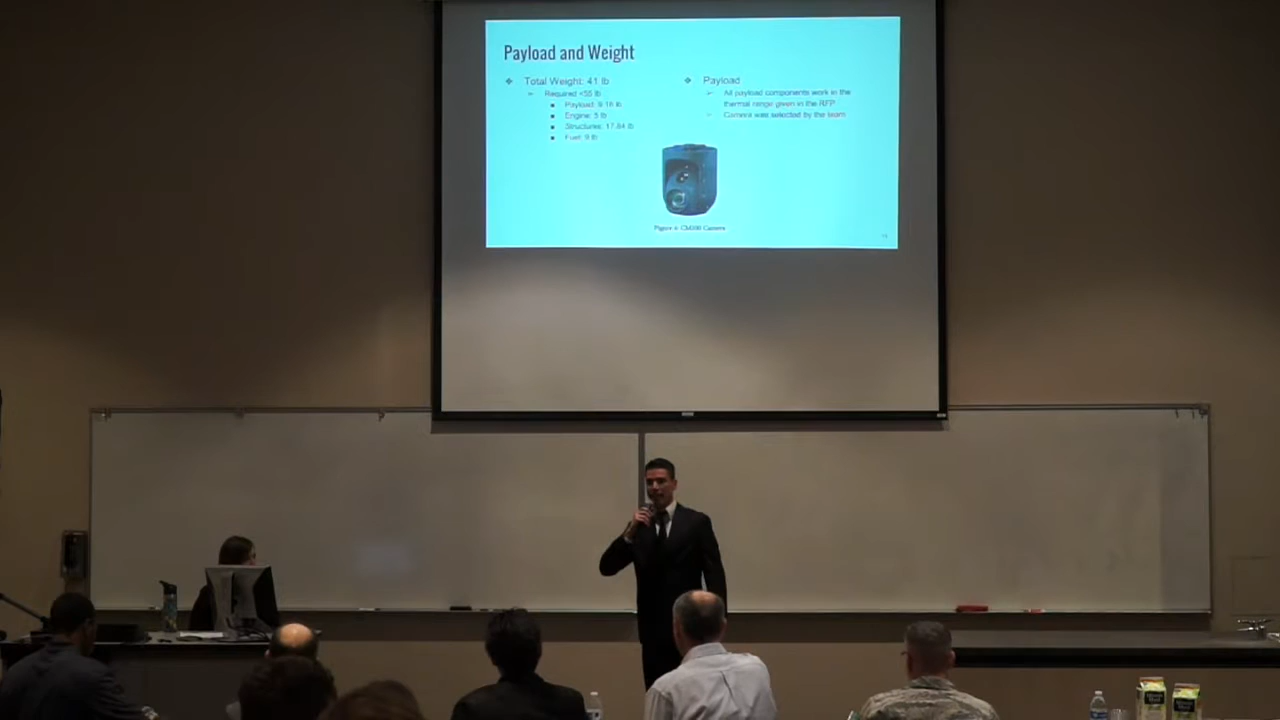 Payload and Weight
❖ Total Weight: 41 lb
➢ Required <55 lb
■ Payload: 9.16 lb
■ Engine: 5 lb
■ Structures: 17.84 lb
■ Fuel: 9 lb
❖ Payload
➢ All payload components work in the
thermal range given in the RFP
➢ Camera was selected by the team
Camera